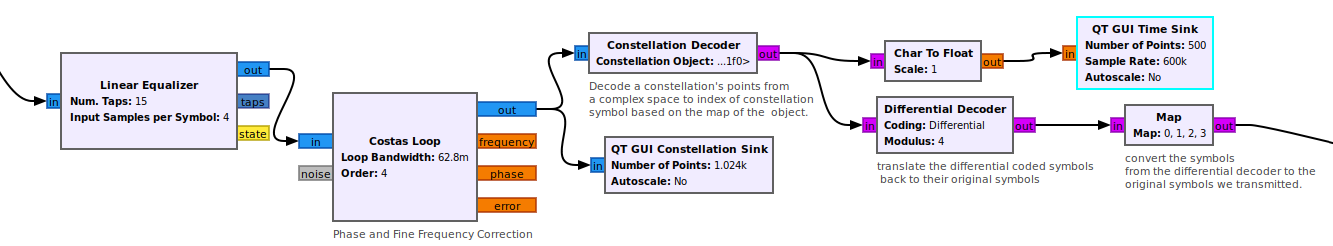 Linear Equalizer
Num. Taps: 15
Input Samples per Symbol: 4
in
out
taps
state
Costas Loop
Loop Bandwidth: 62.8m
Order: 4
in
noise
out
frequency
phase
error
Phase and Fine Frequency Correction
Constellation Decoder
Constellation Object: ...1f0>
in
out
Decode a constellation's points from
a complex space to index of constellation
symbol based on the map of the  object.
QT GUI Constellation Sink
Number of Points: 1.024k
Autoscale: No
in
Char To Float
Scale: 1
in
out
QT GUI Time Sink
Number of Points: 500
Sample Rate: 600k
Autoscale: No
in
Differential Decoder
Coding: Differential
Modulus: 4
in
out
translate the differential coded symbols
back to their original symbols
Map
Map: 0, 1, 2, 3
in
out
convert the symbols
from the differential decoder to the
original symbols we transmitted.